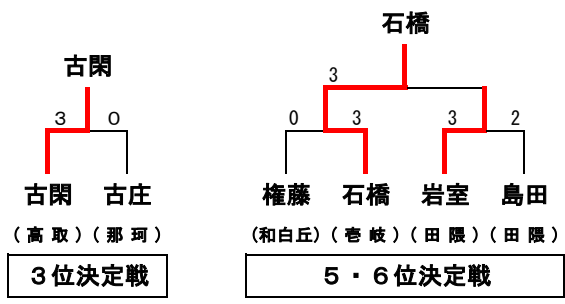 石橋
古閑
3
3 0
0 3 3 2
古閑 古庄
権藤 石橋 岩室 島田
(高取) (那珂)
(和白丘) (壱岐) (田隈) (田隈)
3位決定戦
5・6位決定戦